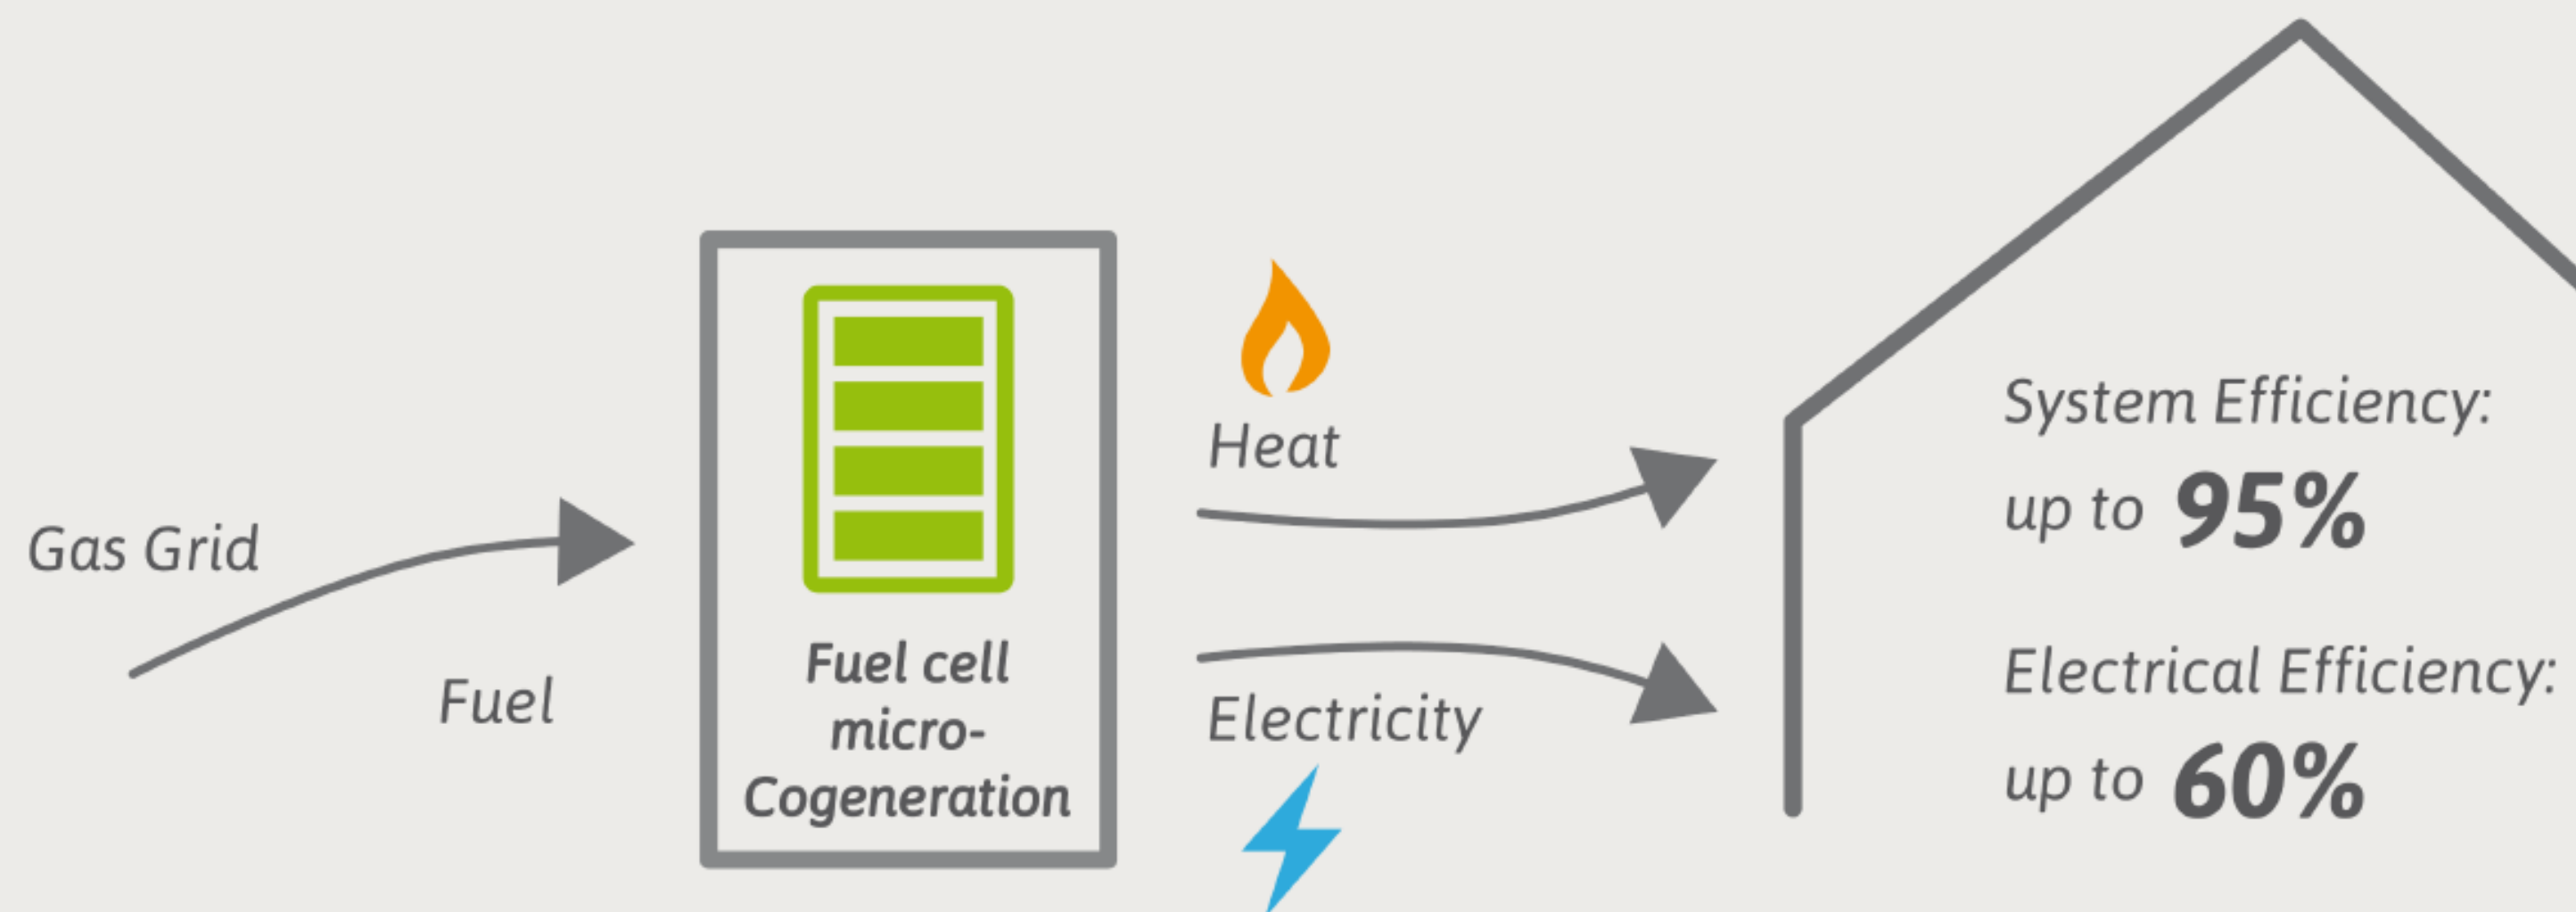 Gas Grid
Fuel
Fuel cell
micro-
Cogeneration
Heat
Electricity
System Efficiency:
up to 95%
Electrical Efficiency:
up to 60%